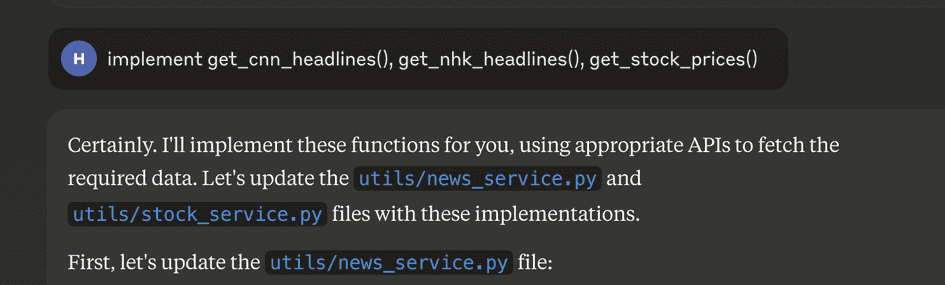 H
implement get_cnn_headlines(), get_nhk_headlines(), get_stock_prices()
Certainly. I'll implement these functions for you, using appropriate APIs to fetch the
required data. Let's update the utils/news_service.py and
utils/stock_service.py files with these implementations.
First, let's update the utils/news_service.py file: